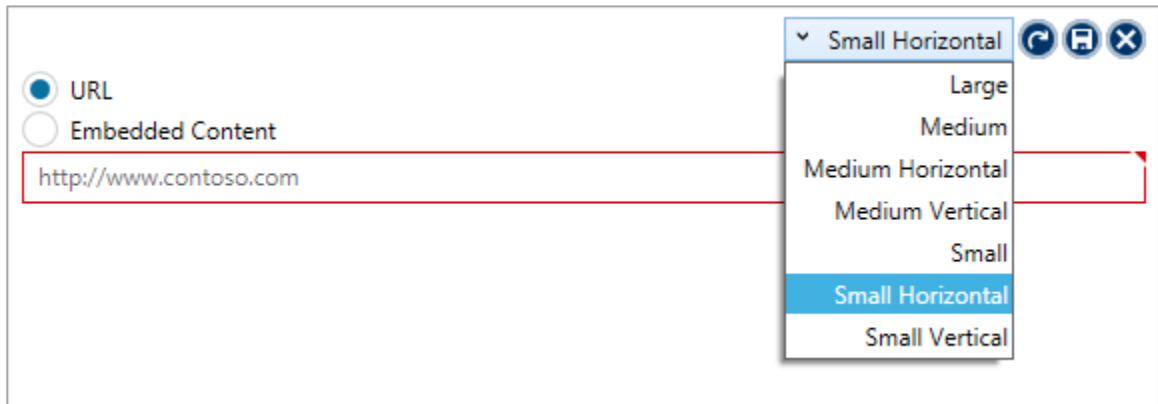 Small Horizontal
URL
Large
Embedded Content
Medium
http://www.contoso.com
Medium Horizontal
Medium Vertical
Small
Small Horizontal
Small Vertical